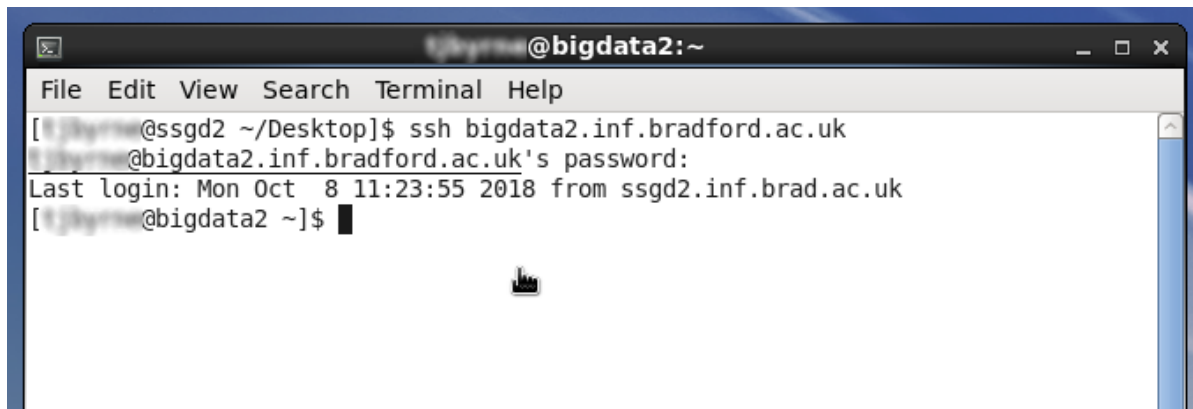 @bigdata2:~
File Edit View Search Terminal Help
[ @ssgd2 ~/Desktop]$ ssh bigdata2.inf.bradford.ac.uk
@bigdata2.inf.bradford.ac.uk's password:
Last login: Mon Oct  8 11:23:55 2018 from ssgd2.inf.brad.ac.uk
[ @bigdata2 ~]$